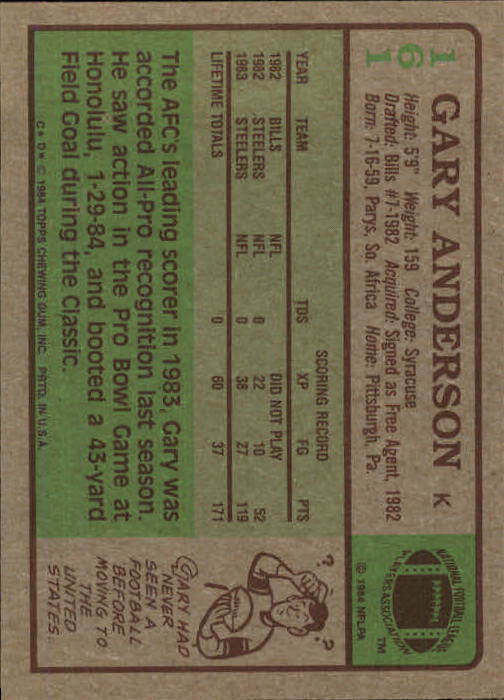 161
GARY ANDERSON K
Height: 5'9" Weight: 159 College: Syracuse
Drafted: Bills #7-1982 Acquired: Signed as Free Agent, 1982
Born: 7-16-59, Parys, So. Africa Home: Pittsburgh, Pa.
NATIONAL FOOTBALL LEAGUE
PLAYERS ASSOCIATION
TM
© 1984 NFLPA
SCORING RECORD
YEAR TEAM TDS XP FG PTS
1982 BILLS NFL DID NOT PLAY
1982 STEELERS NFL 0 22 10 52
1983 STEELERS NFL 0 38 27 119
LIFETIME TOTALS 0 60 37 171
The AFC's leading scorer in 1983, Gary was
accorded All-Pro recognition last season.
He saw action in the Pro Bowl Game at
Honolulu, 1-29-84, and booted a 43-yard
Field Goal during the Classic.
? ?
GARY HAD
NEVER
SEEN A
FOOTBALL
BEFORE
MOVING TO
THE
UNITED
STATES.
C * D * © 1984 TOPPS CHEWING GUM, INC. PRTD. IN U.S.A.